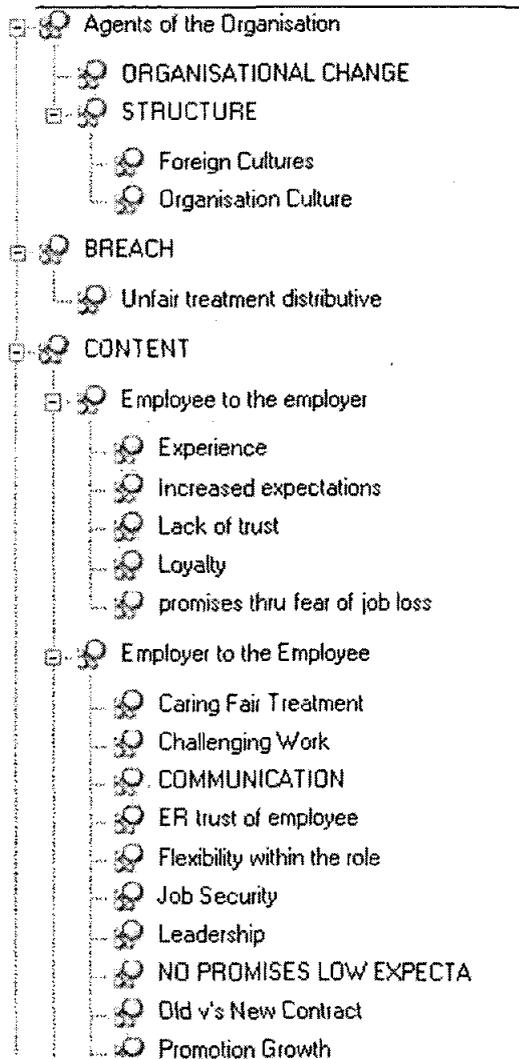 Agents of the Organisation
ORGANISATIONAL CHANGE
STRUCTURE
Foreign Cultures
Organisation Culture
BREACH
Unfair treatment distributive
CONTENT
Employee to the employer
Experience
Increased expectations
Lack of trust
Loyalty
promises thru fear of job loss
Employer to the Employee
Caring Fair Treatment
Challenging Work
COMMUNICATION
ER trust of employee
Flexibility within the role
Job Security
Leadership
NO PROMISES LOW EXPECTA
Old v's New Contract
Promotion Growth